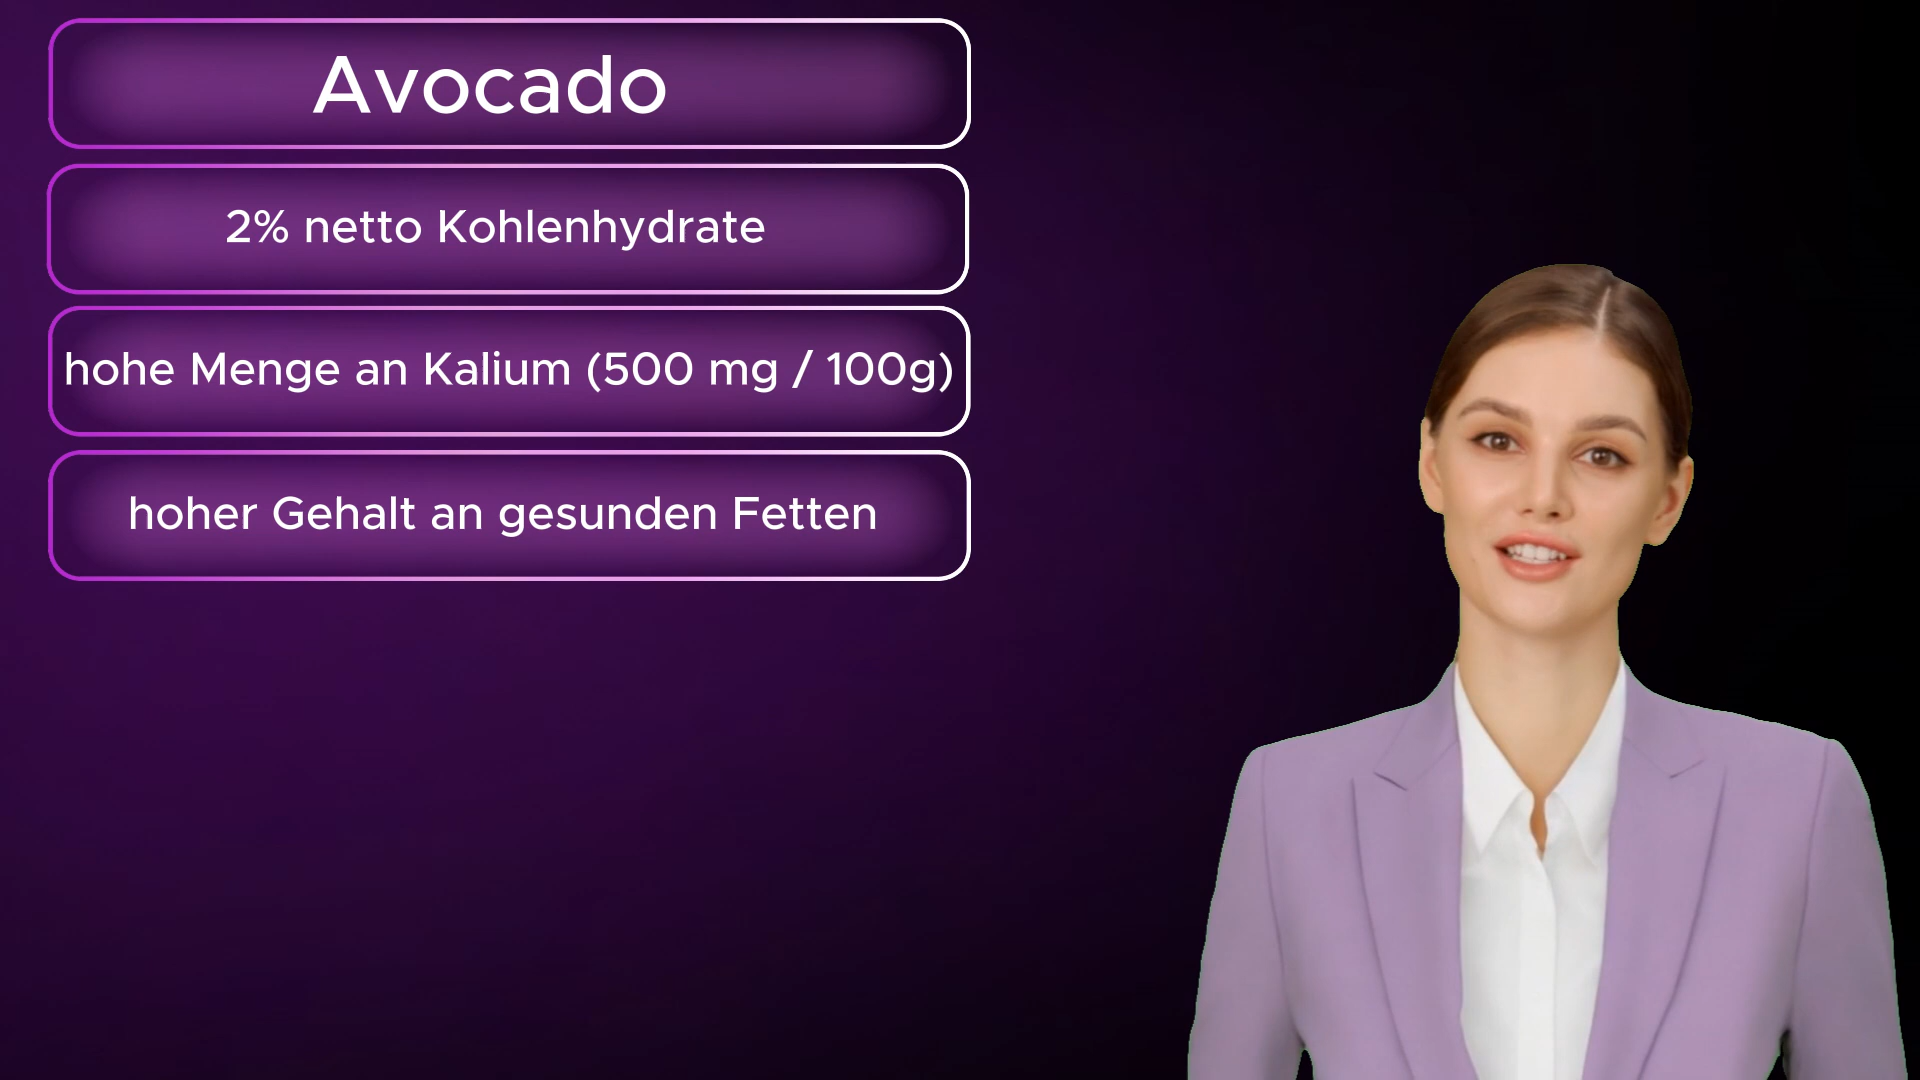 Avocado
2% netto Kohlenhydrate
hohe Menge an Kalium (500 mg / 100g)
hoher Gehalt an gesunden Fetten